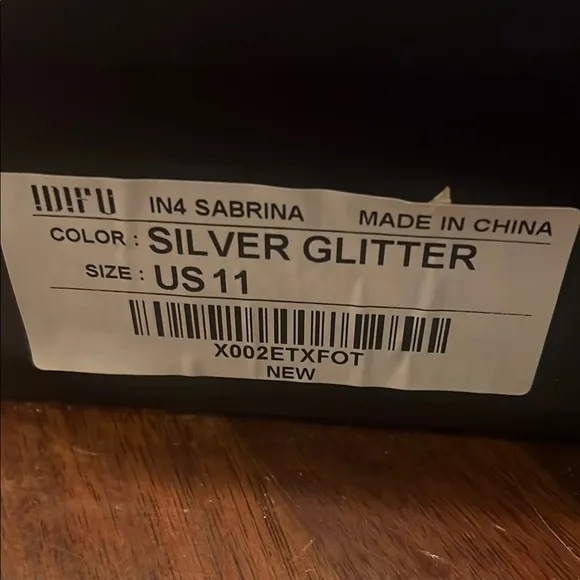 IDIFU IN4 SABRINA MADE IN CHINA
COLOR : SILVER GLITTER
SIZE : US 11
X002ETXFOT
NEW